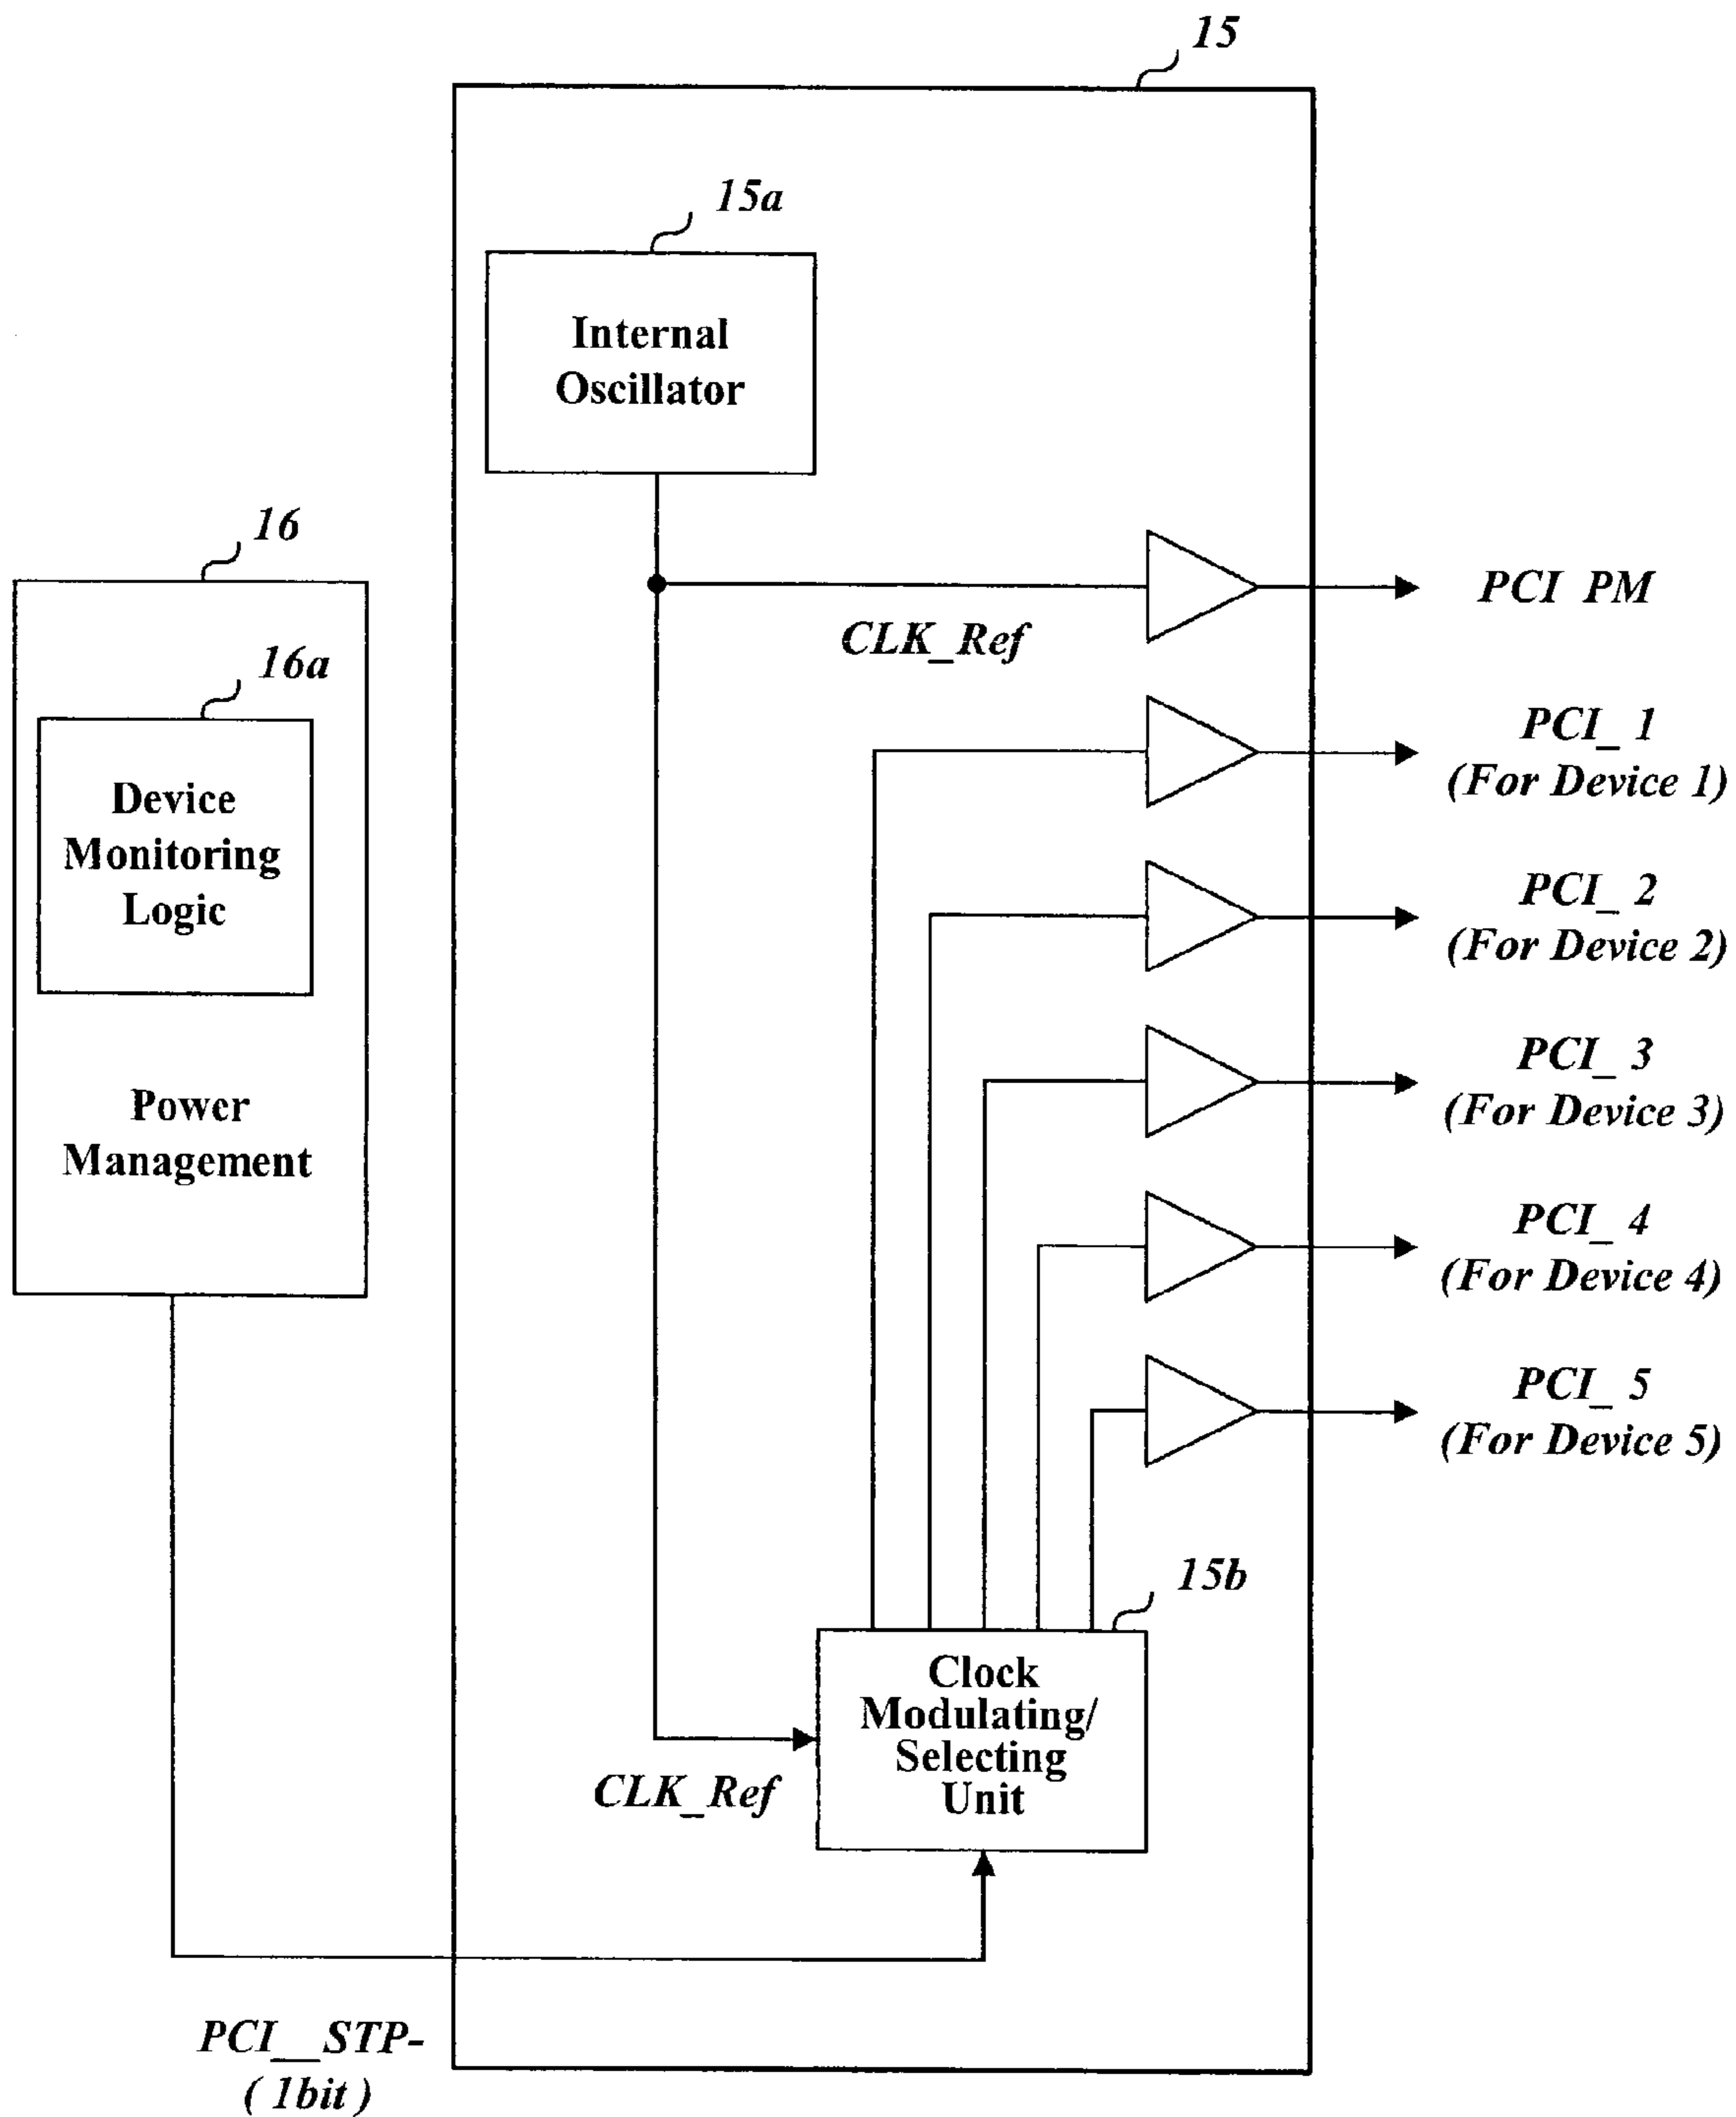 15
15a
Internal
Oscillator
16
PCI PM
CLK_Ref
16a
PCI_ 1
(For Device 1)
Device
Monitoring
Logic
PCI_ 2
(For Device 2)
PCI_ 3
(For Device 3)
Power
Management
PCI_ 4
(For Device 4)
PCI_ 5
(For Device 5)
15b
Clock
Modulating/
Selecting
Unit
CLK_Ref
PCI__STP-
( 1bit )